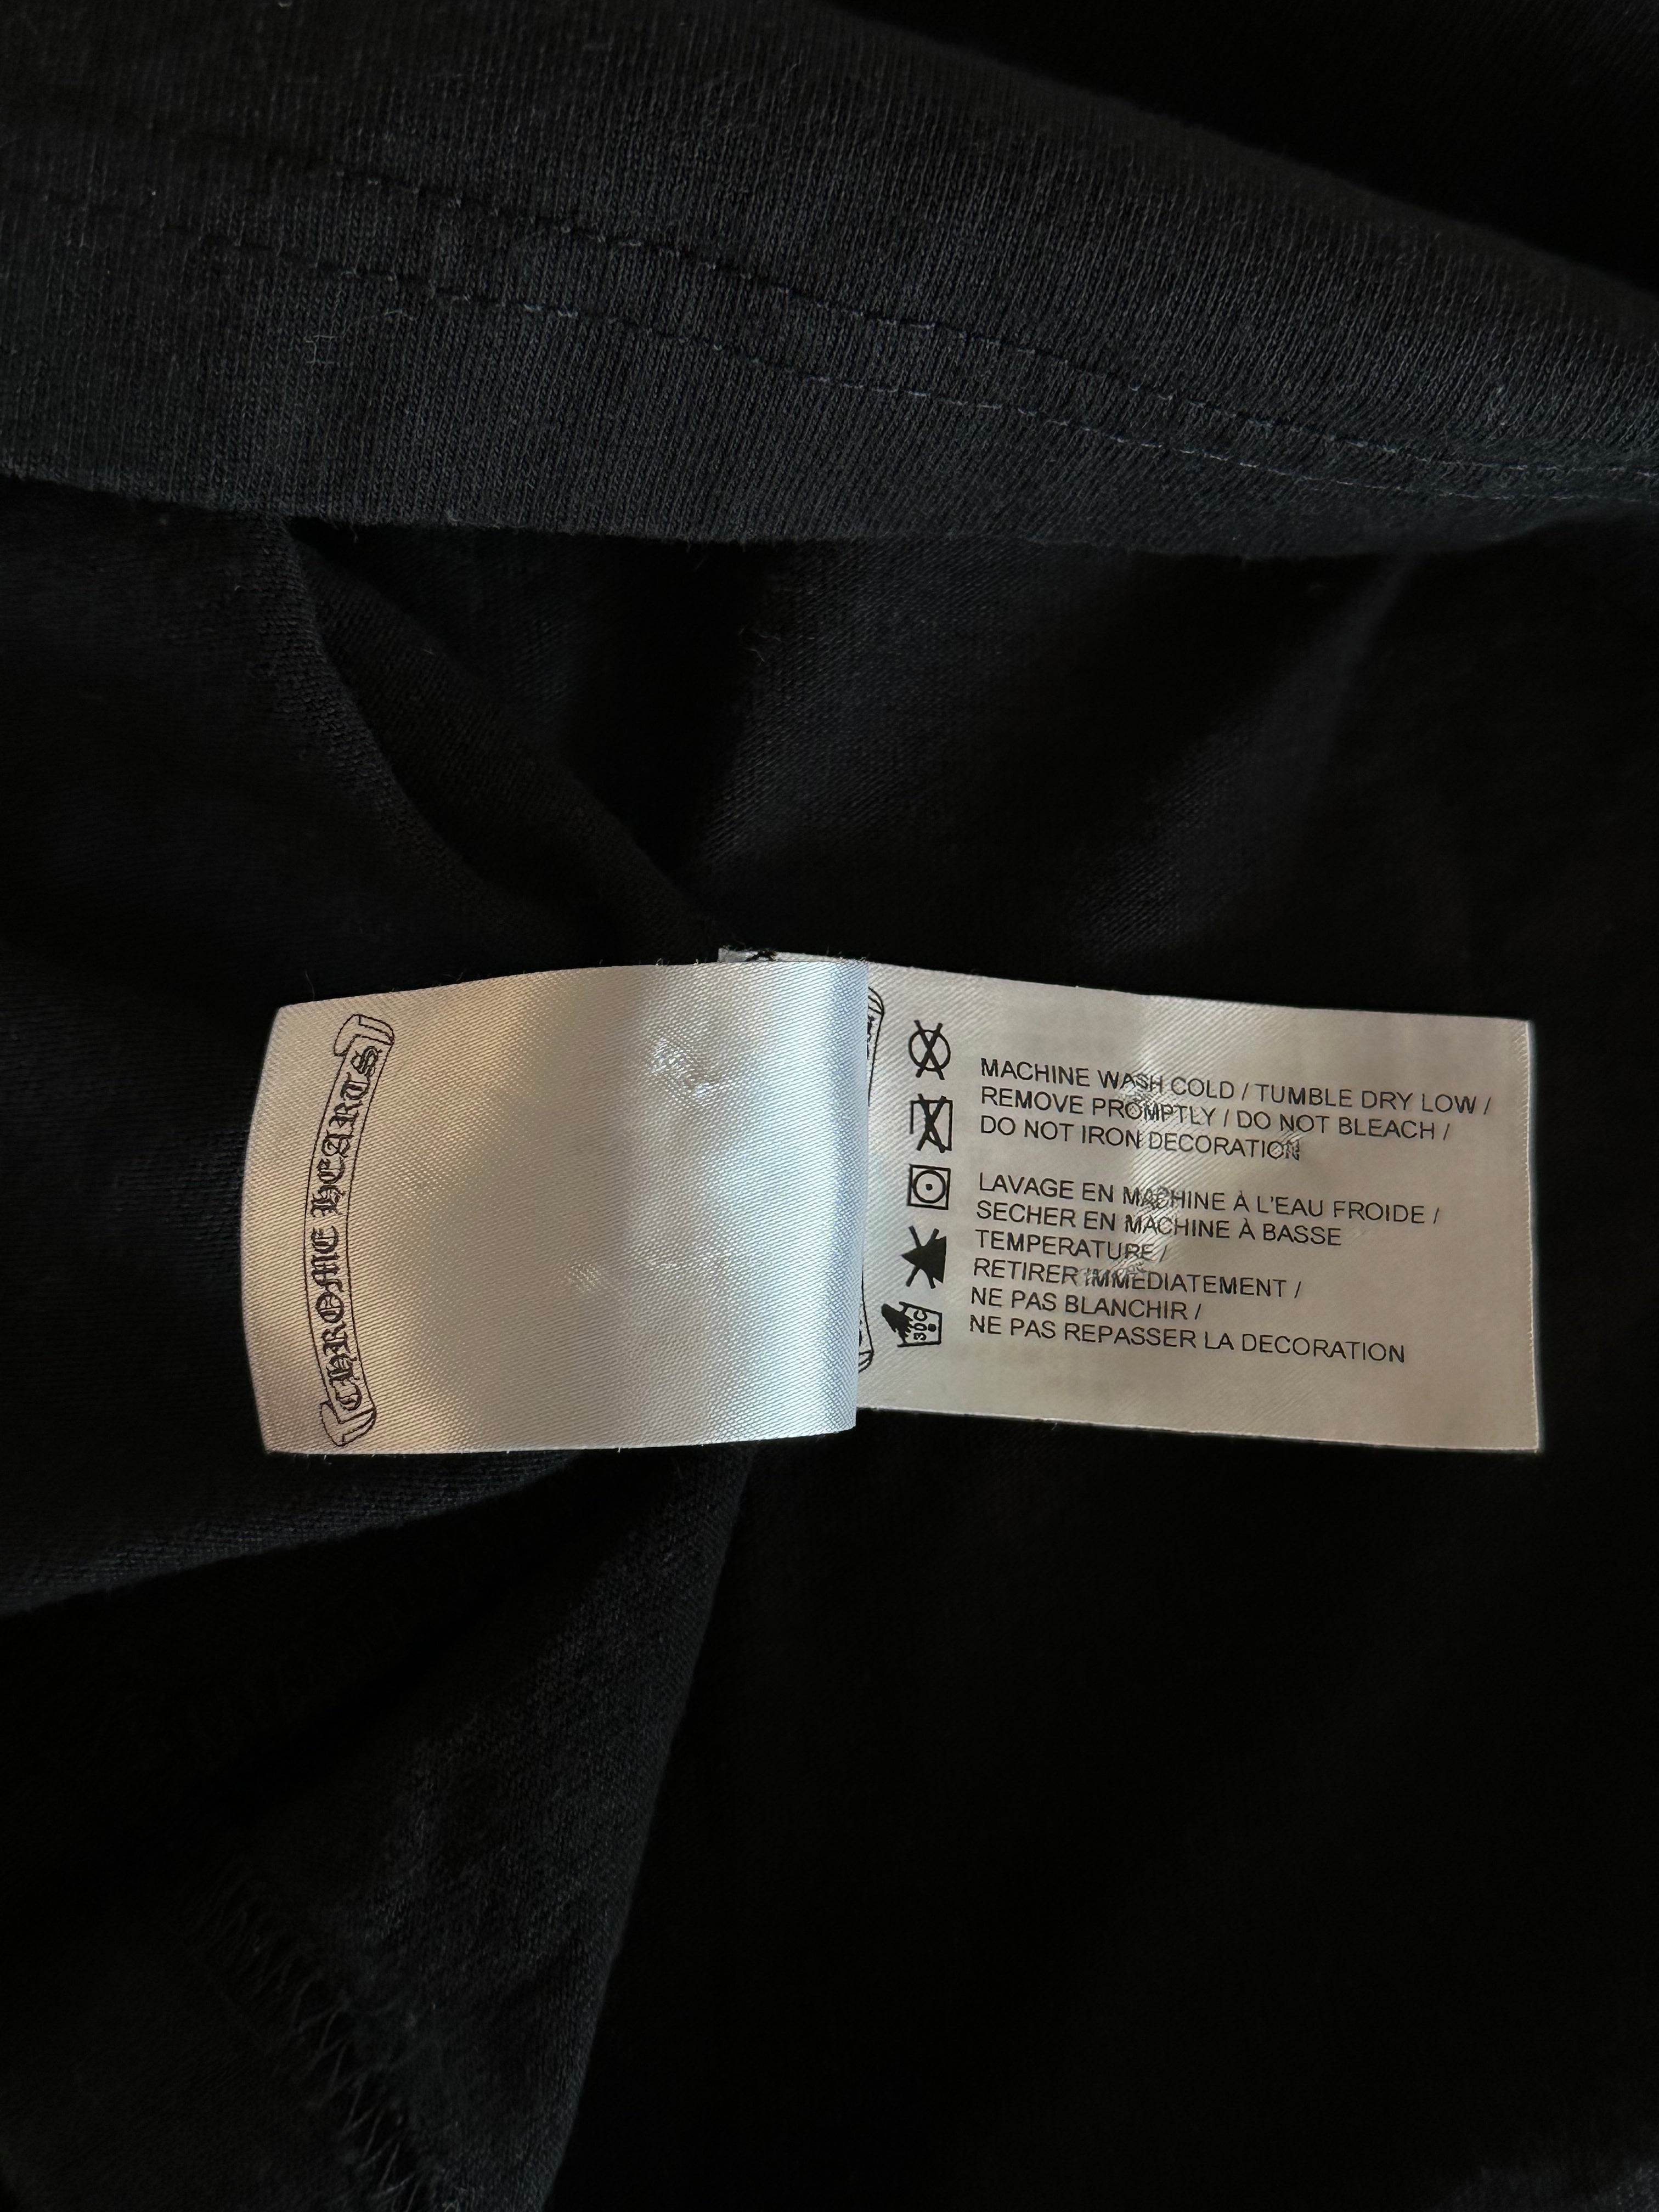 CHROME HEARTS
MACHINE WASH COLD / TUMBLE DRY LOW /
REMOVE PROMPTLY / DO NOT BLEACH /
DO NOT IRON DECORATION
LAVAGE EN MACHINE À L'EAU FROIDE /
SECHER EN MACHINE À BASSE
TEMPERATURE /
RETIRER IMMEDIATEMENT /
NE PAS BLANCHIR /
NE PAS REPASSER LA DECORATION
30C